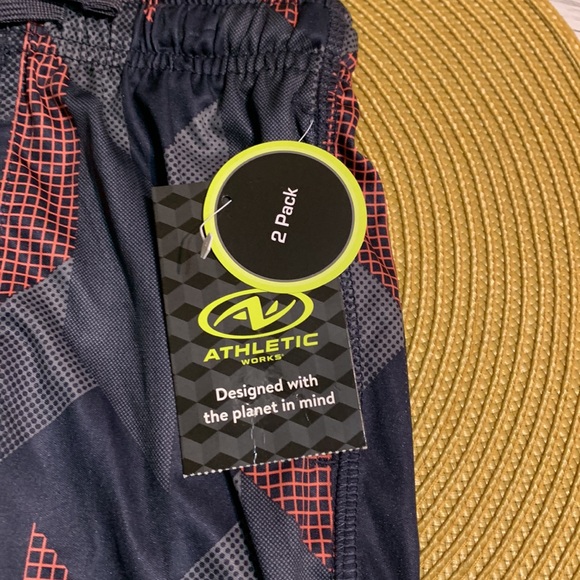 2 Pack
ATHLETIC
WORKS
Designed with
the planet in mind